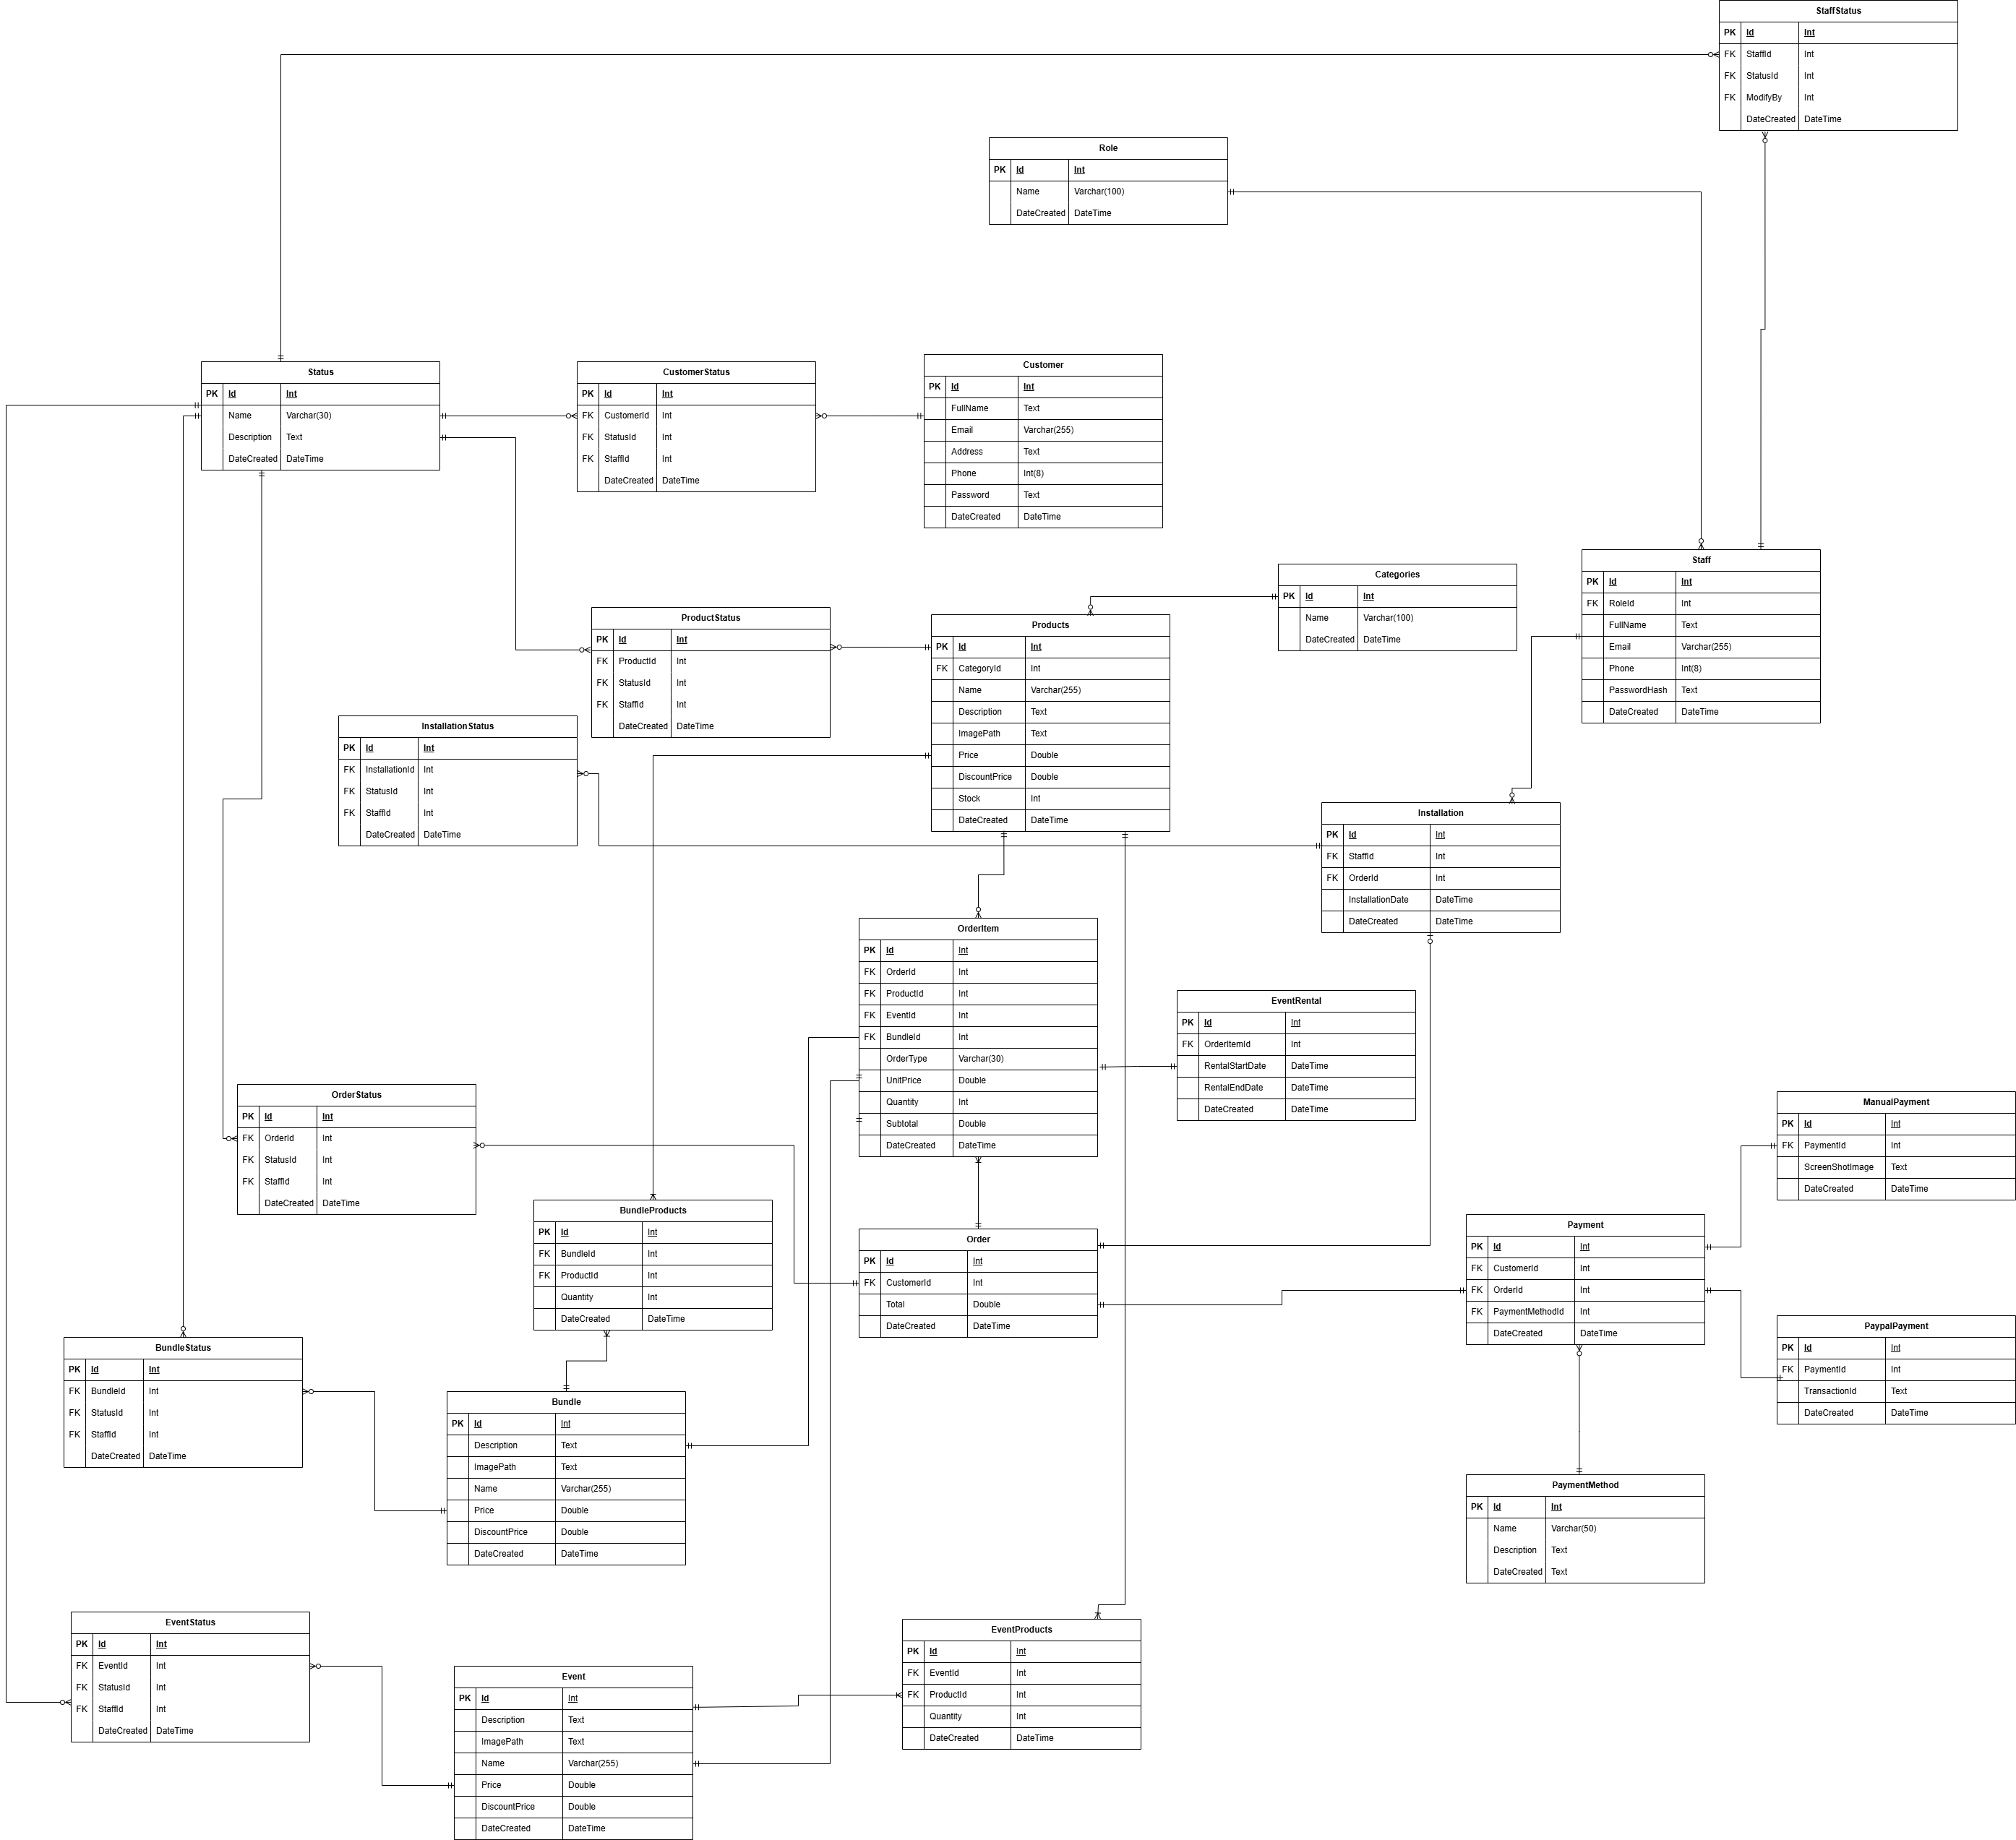 StaffStatus
PK Id Int
FK StaffId Int
FK StatusId Int
FK ModifyBy Int
DateCreated DateTime
Role
PK Id Int
Name Varchar(100)
DateCreated DateTime
Status
PK Id Int
Name Varchar(30)
Description Text
DateCreated DateTime
CustomerStatus
PK Id Int
FK CustomerId Int
FK StatusId Int
FK StaffId Int
DateCreated DateTime
Customer
PK Id Int
FullName Text
Email Varchar(255)
Address Text
Phone Int(8)
Password Text
DateCreated DateTime
Staff
PK Id Int
FK RoleId Int
FullName Text
Email Varchar(255)
Phone Int(8)
PasswordHash Text
DateCreated DateTime
Categories
PK Id Int
Name Varchar(100)
DateCreated DateTime
ProductStatus
PK Id Int
FK ProductId Int
FK StatusId Int
FK StaffId Int
DateCreated DateTime
Products
PK Id Int
FK CategoryId Int
Name Varchar(255)
Description Text
ImagePath Text
Price Double
DiscountPrice Double
Stock Int
DateCreated DateTime
InstallationStatus
PK Id Int
FK InstallationId Int
FK StatusId Int
FK StaffId Int
DateCreated DateTime
Installation
PK Id Int
FK StaffId Int
FK OrderId Int
InstallationDate DateTime
DateCreated DateTime
OrderItem
PK Id Int
FK OrderId Int
FK ProductId Int
FK EventId Int
FK BundleId Int
OrderType Varchar(30)
UnitPrice Double
Quantity Int
Subtotal Double
DateCreated DateTime
EventRental
PK Id Int
FK OrderItemId Int
RentalStartDate DateTime
RentalEndDate DateTime
DateCreated DateTime
OrderStatus
PK Id Int
FK OrderId Int
FK StatusId Int
FK StaffId Int
DateCreated DateTime
ManualPayment
PK Id Int
FK PaymentId Int
ScreenShotImage Text
DateCreated DateTime
BundleProducts
PK Id Int
FK BundleId Int
FK ProductId Int
Quantity Int
DateCreated DateTime
Order
PK Id Int
FK CustomerId Int
Total Double
DateCreated DateTime
Payment
PK Id Int
FK CustomerId Int
FK OrderId Int
FK PaymentMethodId Int
DateCreated DateTime
PaypalPayment
PK Id Int
FK PaymentId Int
TransactionId Text
DateCreated DateTime
BundleStatus
PK Id Int
FK BundleId Int
FK StatusId Int
FK StaffId Int
DateCreated DateTime
Bundle
PK Id Int
Description Text
ImagePath Text
Name Varchar(255)
Price Double
DiscountPrice Double
DateCreated DateTime
PaymentMethod
PK Id Int
Name Varchar(50)
Description Text
DateCreated Text
EventStatus
PK Id Int
FK EventId Int
FK StatusId Int
FK StaffId Int
DateCreated DateTime
EventProducts
PK Id Int
FK EventId Int
FK ProductId Int
Quantity Int
DateCreated DateTime
Event
PK Id Int
Description Text
ImagePath Text
Name Varchar(255)
Price Double
DiscountPrice Double
DateCreated DateTime